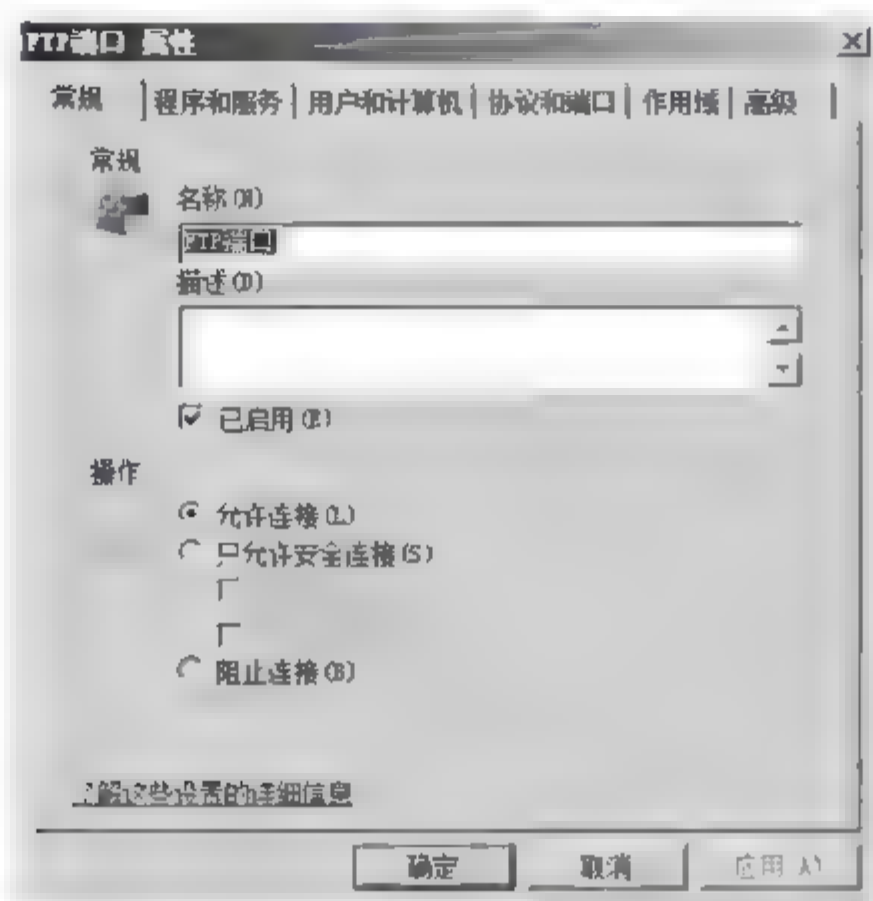 FTP端口 属性
常规 程序和服务 用户和计算机 协议和端口 作用域 高级
常规
名称(N)
FTP端口
描述(D)
已启用(E)
操作
允许连接(L)
只允许安全连接(S)
阻止连接(B)
了解这些设置的详细信息
确定 取消 应用(A)